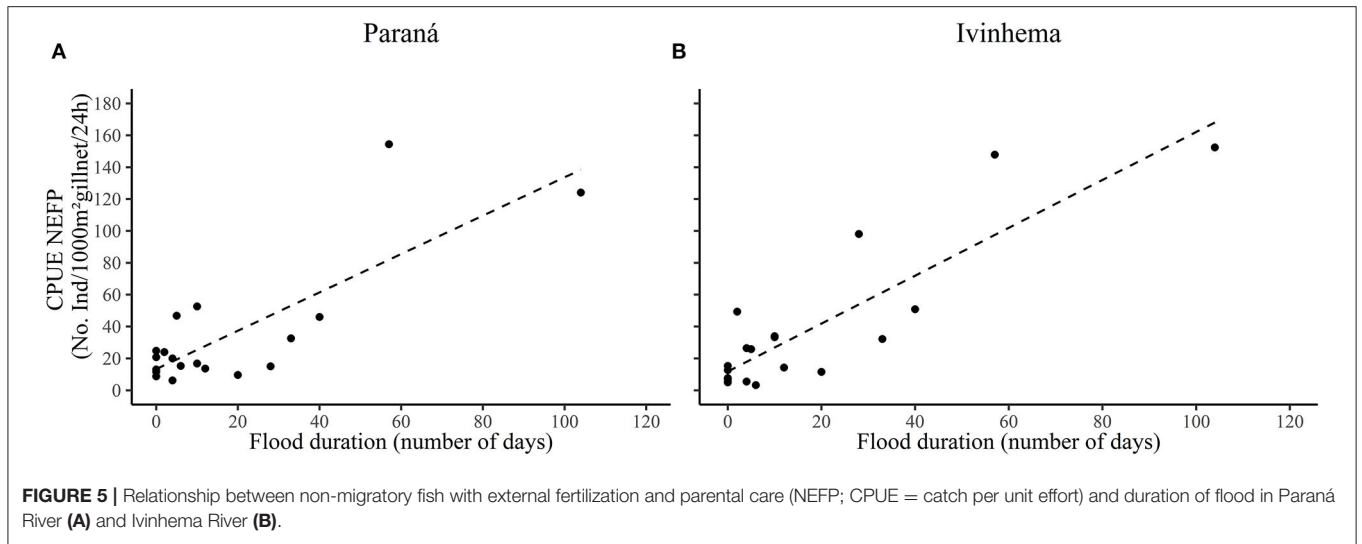 Paraná
Ivinhema
A
B
CPUE NEFP
(No. Ind/1000m²gillnet/24h)
180
160
140
120
100
80
60
40
20
0
0 20 40 60 80 100 120
Flood duration (number of days)
0 20 40 60 80 100 120
Flood duration (number of days)
FIGURE 5 | Relationship between non-migratory fish with external fertilization and parental care (NEFP; CPUE = catch per unit effort) and duration of flood in Paraná
River (A) and Ivinhema River (B).